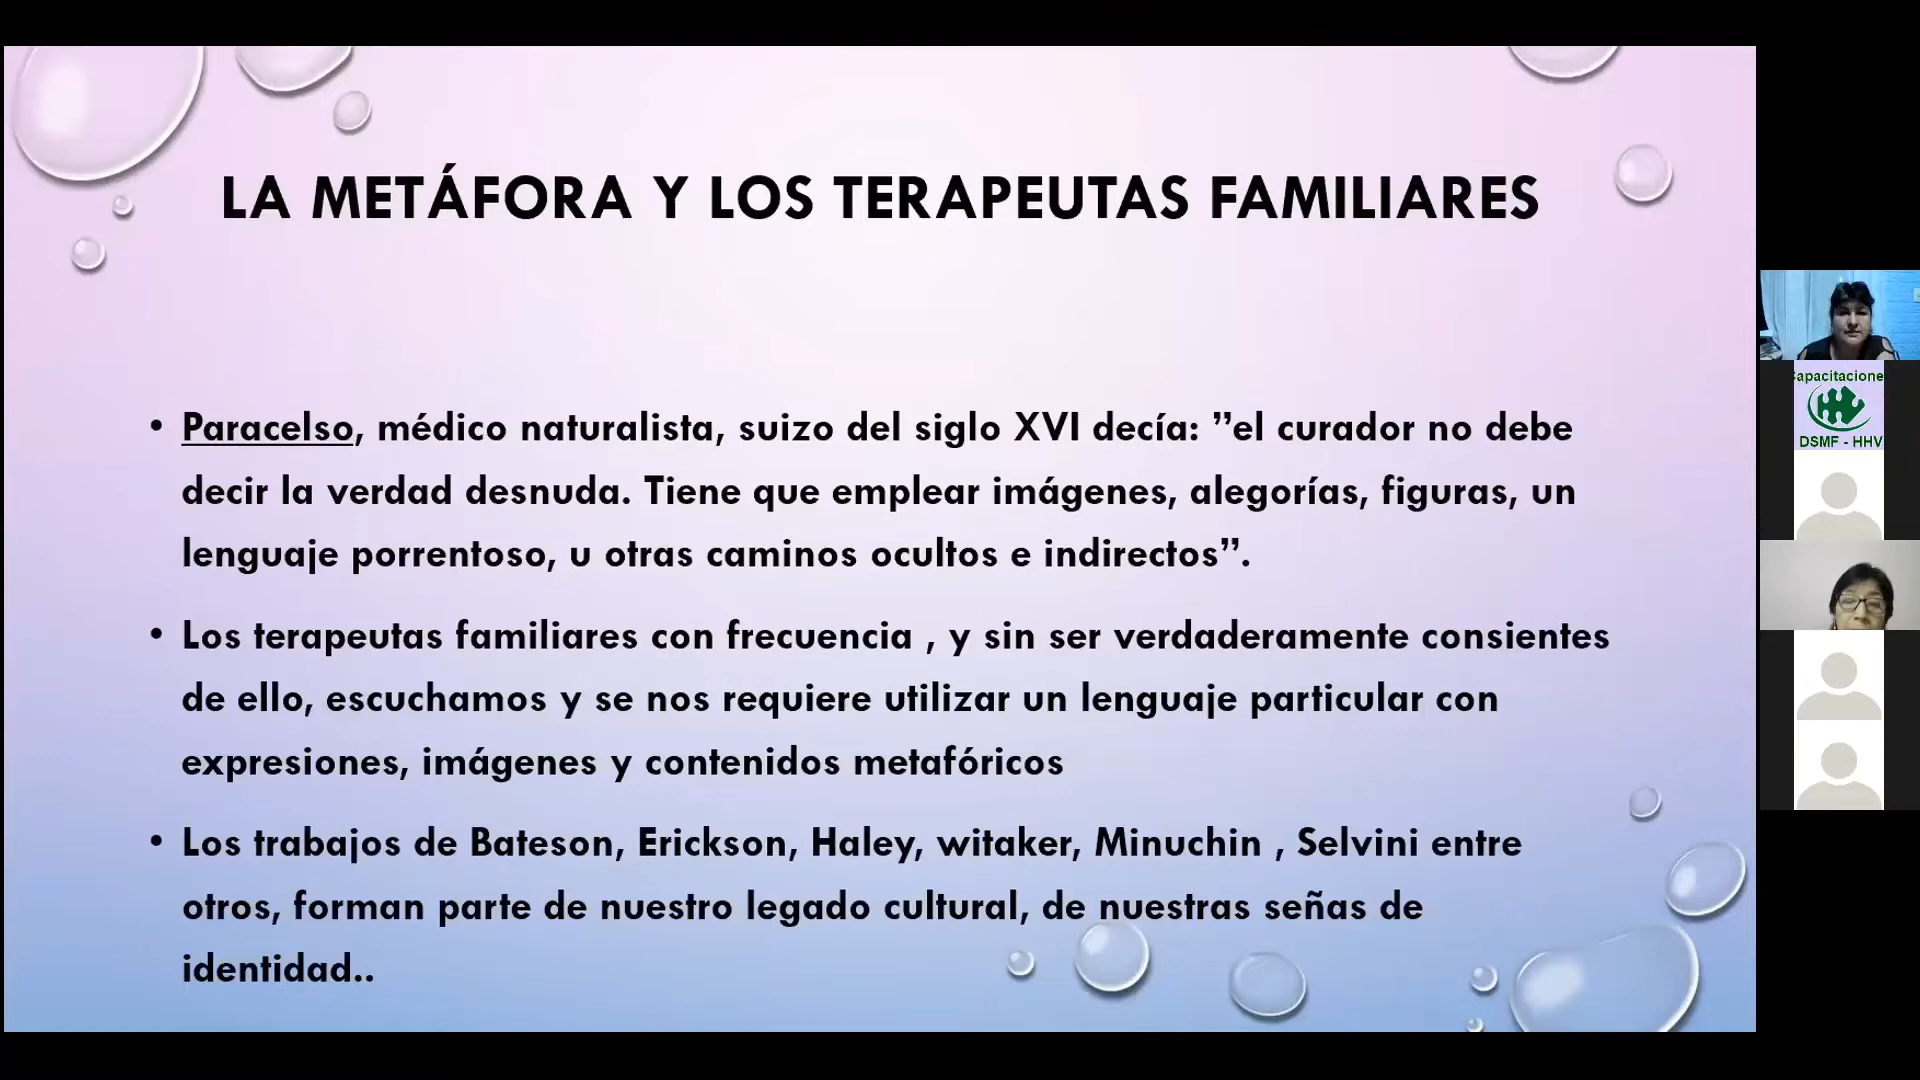 LA METÁFORA Y LOS TERAPEUTAS FAMILIARES
• Paracelso, médico naturalista, suizo del siglo XVI decía: ”el curador no debe
decir la verdad desnuda. Tiene que emplear imágenes, alegorías, figuras, un
lenguaje porrentoso, u otras caminos ocultos e indirectos”.
• Los terapeutas familiares con frecuencia , y sin ser verdaderamente consientes
de ello, escuchamos y se nos requiere utilizar un lenguaje particular con
expresiones, imágenes y contenidos metafóricos
• Los trabajos de Bateson, Erickson, Haley, witaker, Minuchin , Selvini entre
otros, forman parte de nuestro legado cultural, de nuestras señas de
identidad..
apacitacione
DSMF - HHV